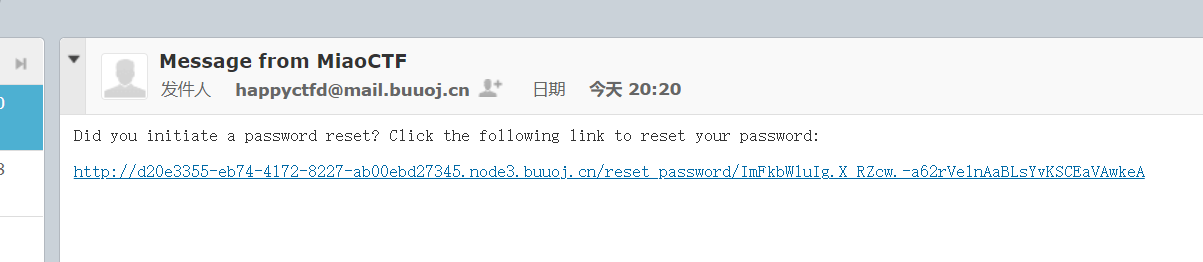 Message from MiaoCTF
发件人 happyctfd@mail.buuoj.cn 日期 今天 20:20
Did you initiate a password reset? Click the following link to reset your password:
http://d20e3355-eb74-4172-8227-ab00ebd27345.node3.buuoj.cn/reset_password/ImFkbWluIg.X_RZcw.-a62rVe1nAaBLsYvKSCEaVAwkeA